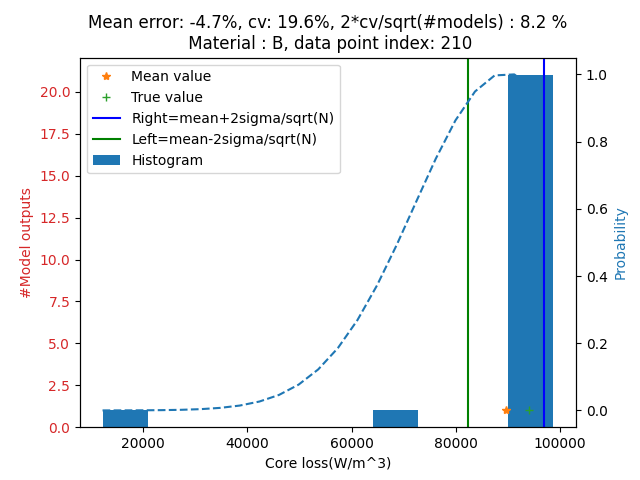 Mean error: -4.7%, cv: 19.6%, 2*cv/sqrt(#models) : 8.2 %
Material : B, data point index: 210
Mean value
True value
Right=mean+2sigma/sqrt(N)
Left=mean-2sigma/sqrt(N)
Histogram
#Model outputs
20.0
17.5
15.0
12.5
10.0
7.5
5.0
2.5
0.0
1.0
0.8
0.6
0.4
0.2
0.0
Probability
20000 40000 60000 80000 100000
Core loss(W/m^3)